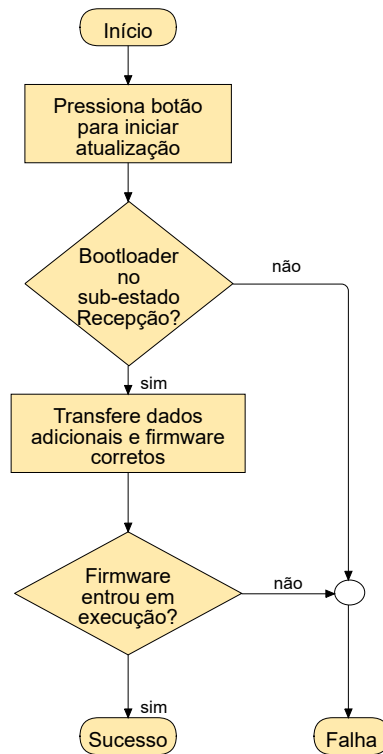 Início
Pressiona botão
para iniciar
atualização
Bootloader
no
sub-estado
Recepção?
não
sim
Transfere dados
adicionais e firmware
corretos
Firmware
entrou em
execução?
não
sim
Sucesso
Falha